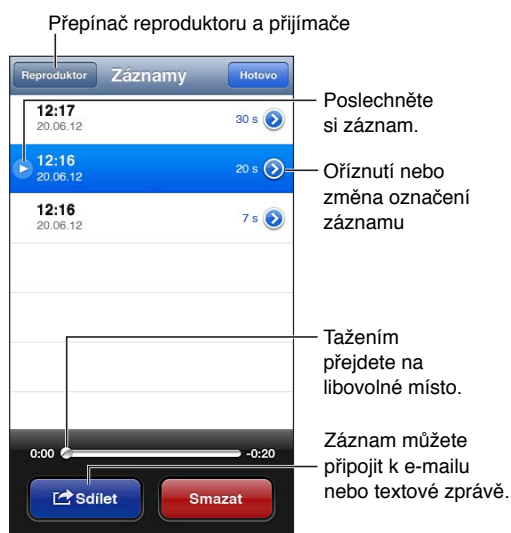 Přepínač reproduktoru a přijímače
Reproduktor Záznamy Hotovo
12:17
20.06.12
30 s
Poslechněte
si záznam.
12:16
20.06.12
20 s
Oříznutí nebo
změna označení
záznamu
12:16
20.06.12
7 s
Tažením
přejdete na
libovolné místo.
0:00 -0:20
Záznam můžete
připojit k e-mailu
nebo textové zprávě.
Sdílet Smazat